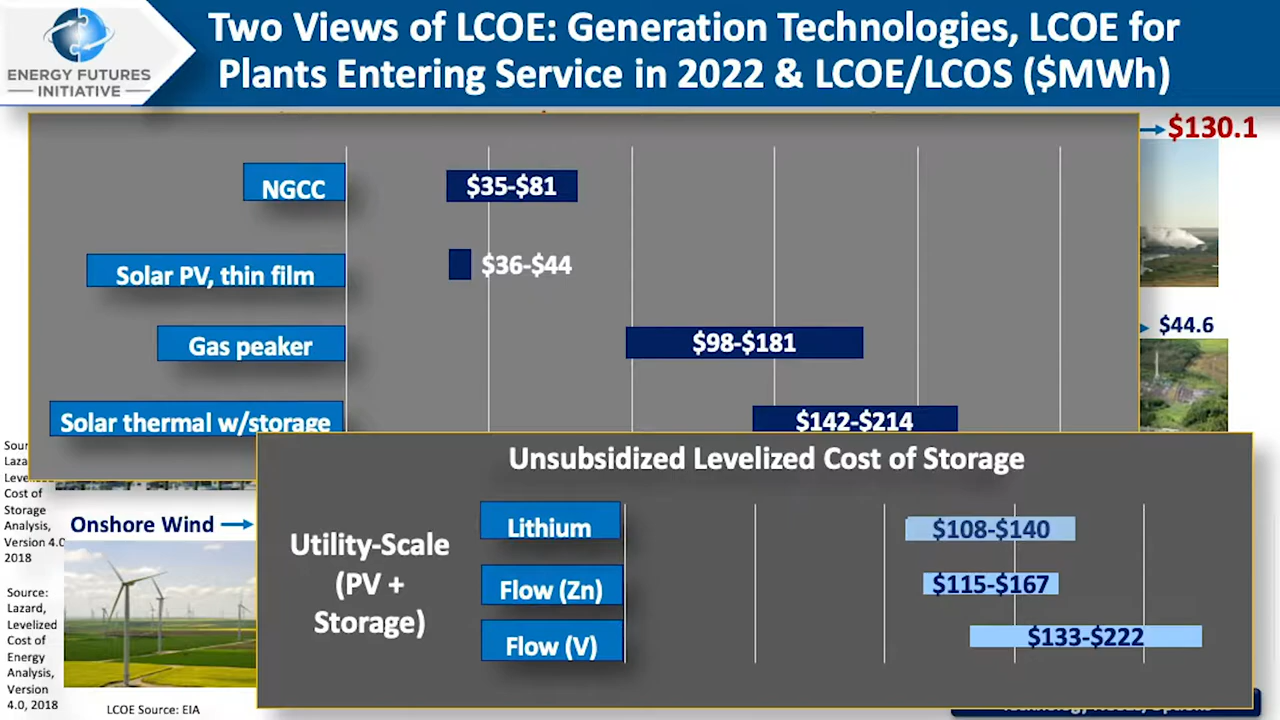 ENERGY FUTURES
INITIATIVE
Two Views of LCOE: Generation Technologies, LCOE for
Plants Entering Service in 2022 & LCOE/LCOS ($MWh)
$130.1
NGCC
$35-$81
Solar PV, thin film
$36-$44
$44.6
Gas peaker
$98-$181
Solar thermal w/storage
$142-$214
Cost of
Storage
Analysis,
Version 4.0
2018
Source:
Lazard,
Levelized
Cost of
Energy
Analysis,
Version
4.0, 2018
Onshore Wind
LCOE Source: EIA
Unsubsidized Levelized Cost of Storage
Utility-Scale
(PV +
Storage)
Lithium
$108-$140
Flow (Zn)
$115-$167
Flow (V)
$133-$222